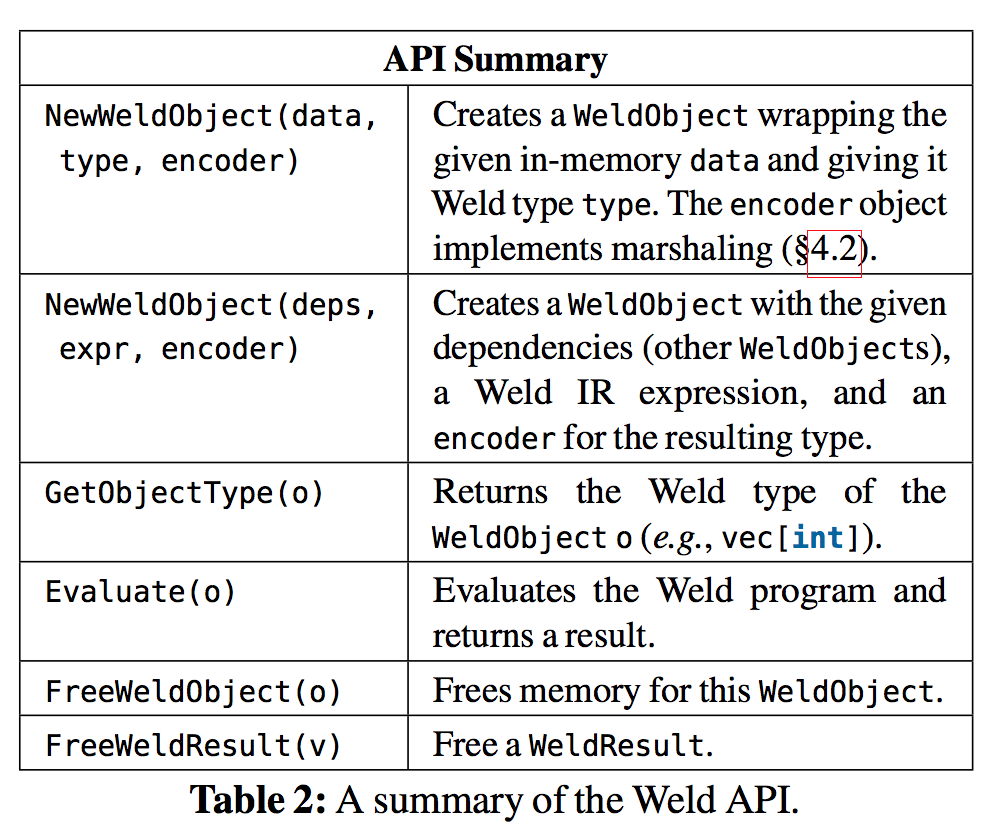 API Summary
NewWeldObject(data,
type, encoder)
Creates a WeldObject wrapping the
given in-memory data and giving it
Weld type type. The encoder object
implements marshaling (§4.2).
NewWeldObject(deps,
expr, encoder)
Creates a WeldObject with the given
dependencies (other WeldObjects),
a Weld IR expression, and an
encoder for the resulting type.
GetObjectType(o)
Returns the Weld type of the
WeldObject o (e.g., vec[int]).
Evaluate(o)
Evaluates the Weld program and
returns a result.
FreeWeldObject(o)
Frees memory for this WeldObject.
FreeWeldResult(v)
Free a WeldResult.
Table 2: A summary of the Weld API.